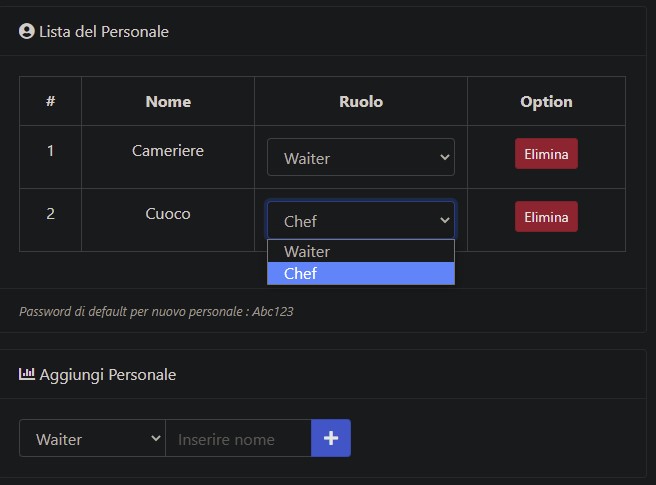 Lista del Personale
# Nome Ruolo Option
1 Cameriere Waiter Elimina
2 Cuoco Chef Elimina
Waiter
Chef
Password di default per nuovo personale : Abc123
Aggiungi Personale
Waiter Inserire nome +